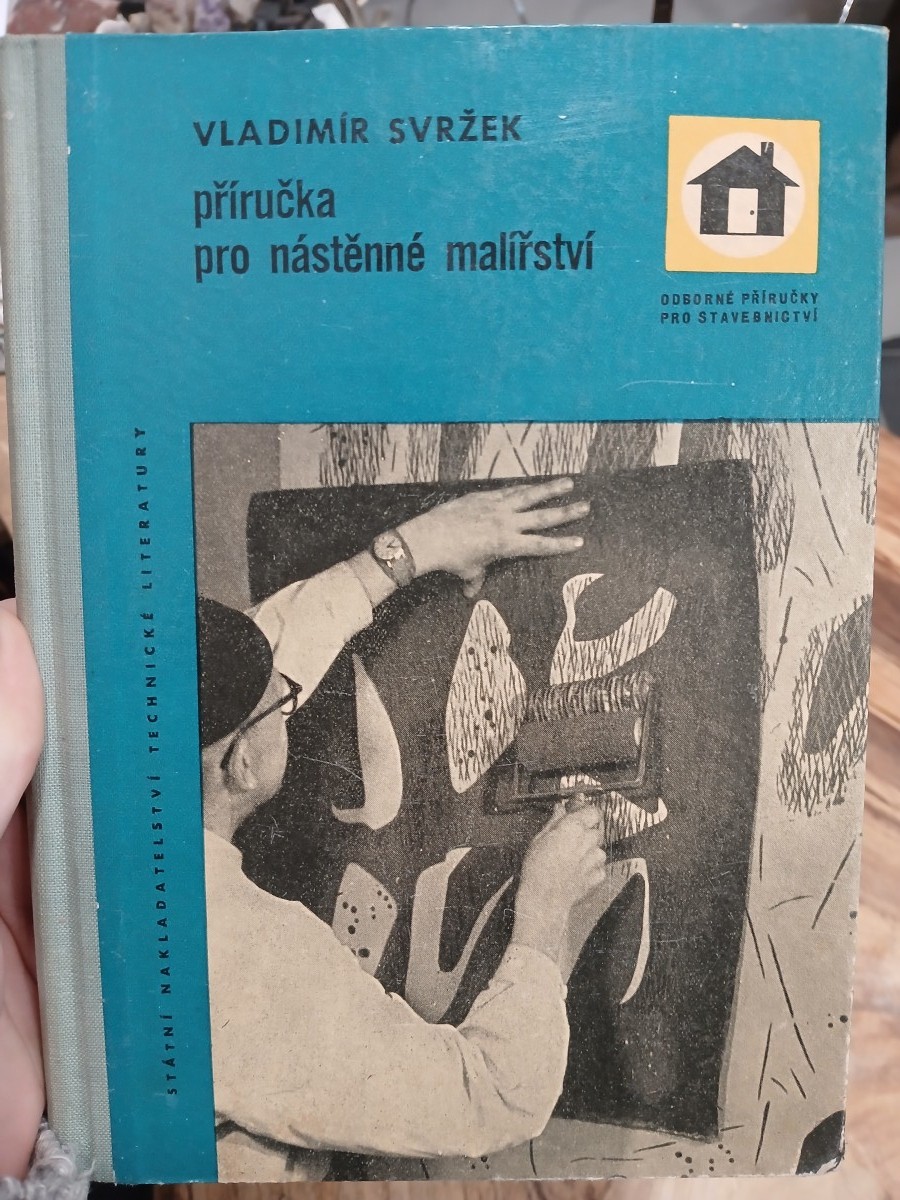 VLADIMÍR SVRŽEK
příručka
pro nástěnné malířství
ODBORNÉ PŘÍRUČKY
PRO STAVEBNICTVÍ
STÁTNÍ NAKLADATELSTVÍ TECHNICKÉ LITERATURY